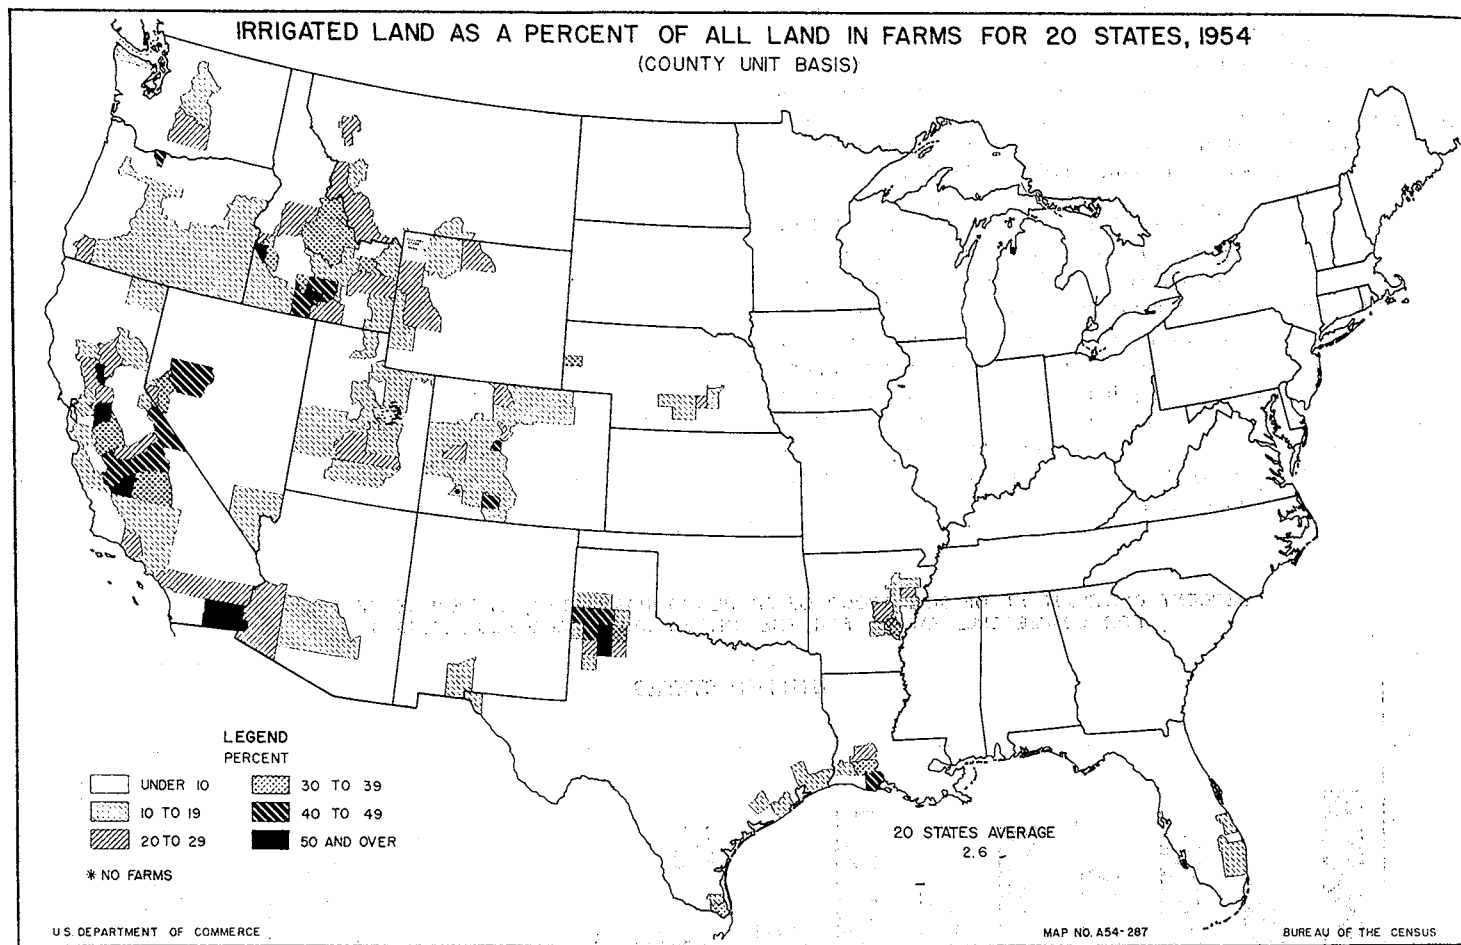 IRRIGATED LAND AS A PERCENT OF ALL LAND IN FARMS FOR 20 STATES, 1954
(COUNTY UNIT BASIS)
LEGEND
PERCENT
UNDER 10
30 TO 39
10 TO 19
40 TO 49
20 TO 29
50 AND OVER
* NO FARMS
20 STATES AVERAGE
2.6
U.S. DEPARTMENT OF COMMERCE
MAP NO. A54-287
BUREAU OF THE CENSUS